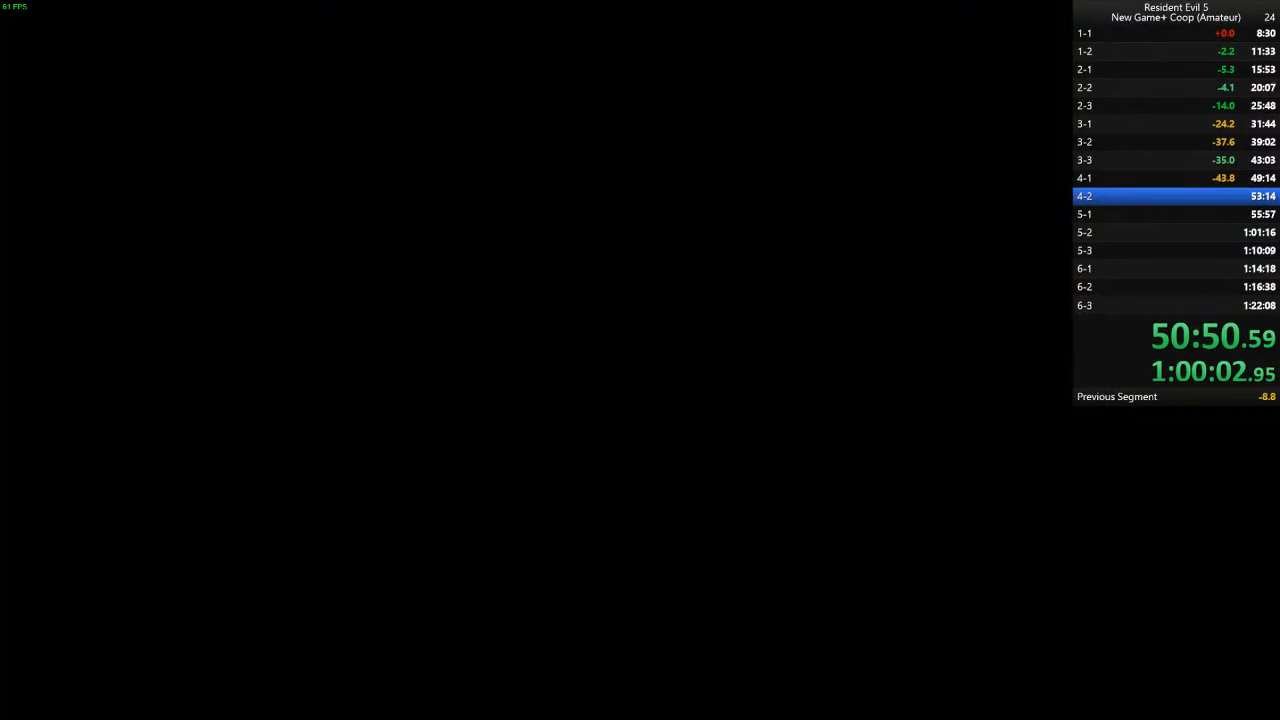 61 FPS
Resident Evil 5
New Game+ Coop (Amateur) 24
1-1 +0.0 8:30
1-2 -2.2 11:33
2-1 -5.3 15:53
2-2 -4.1 20:07
2-3 -14.0 25:48
3-1 -24.2 31:44
3-2 -37.6 39:02
3-3 -35.0 43:03
4-1 -43.8 49:14
4-2 53:14
5-1 55:57
5-2 1:01:16
5-3 1:10:09
6-1 1:14:18
6-2 1:16:38
6-3 1:22:08
50:50.59
1:00:02.95
Previous Segment -8.8